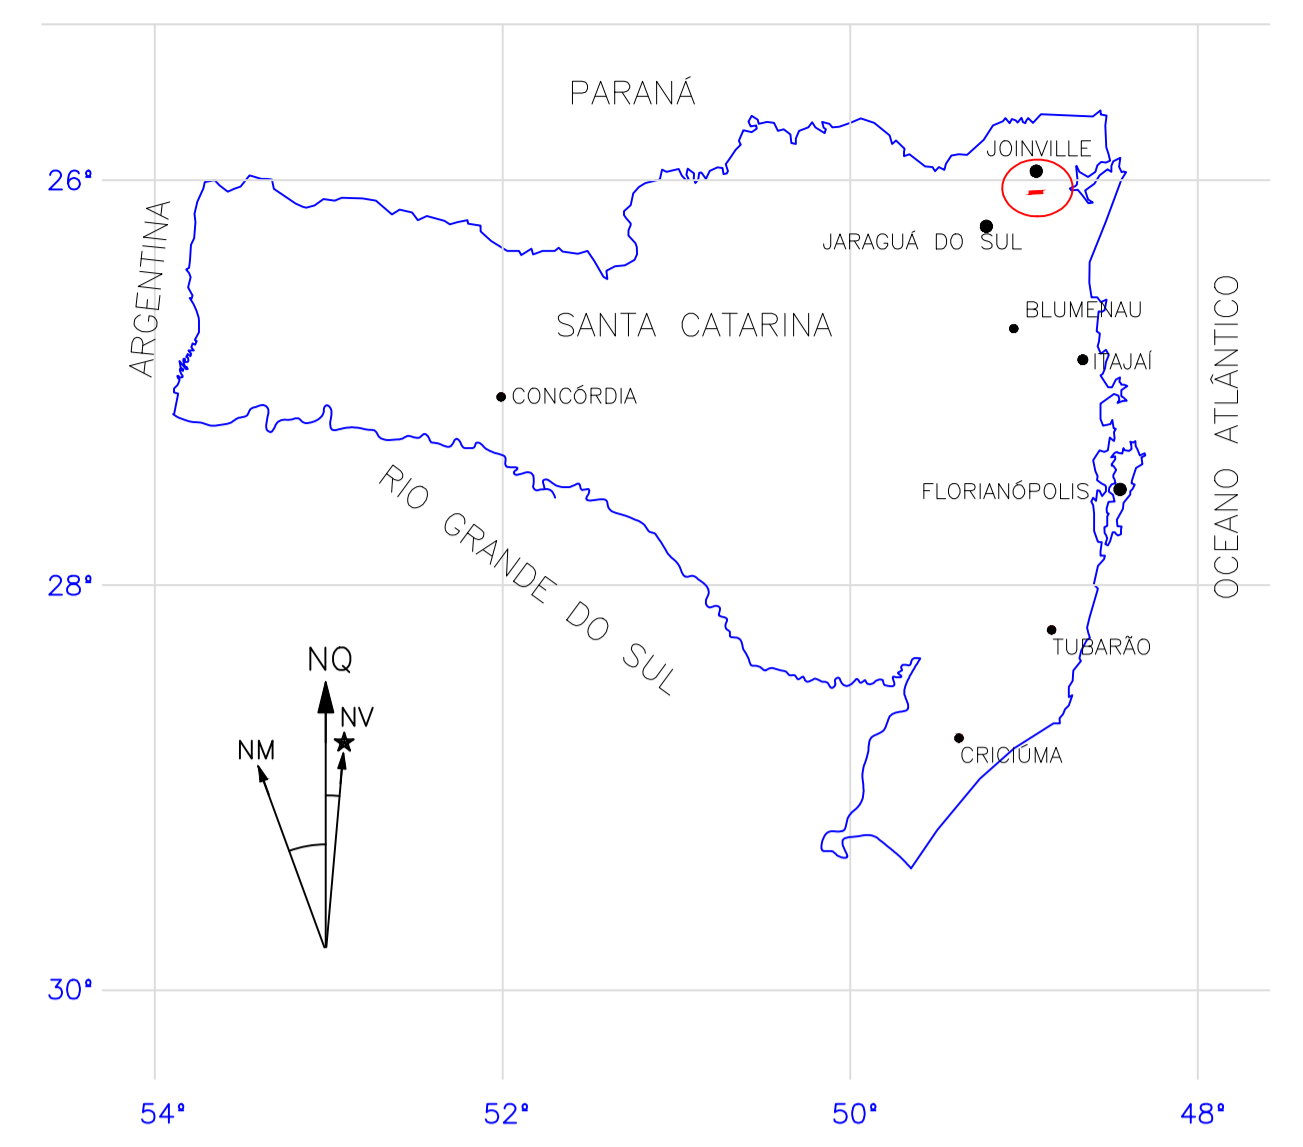 PARANÁ
JOINVILLE
26°
ARGENTINA
JARAGUÁ DO SUL
SANTA CATARINA
BLUMENAU
ITAJAÍ
OCEANO ATLÂNTICO
CONCÓRDIA
RIO GRANDE DO SUL
FLORIANÓPOLIS
28°
TUBARÃO
NQ
NV
NM
CRICIÚMA
30°
54° 52° 50° 48°